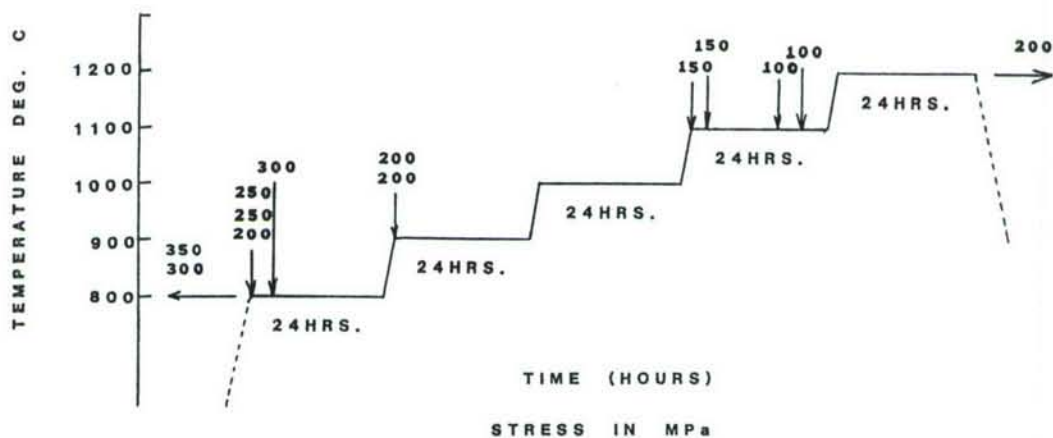 TEMPERATURE DEG. C
1200
1100
1000
900
800
350
300
250
250
200
300
200
200
150
150
100
100
200
24HRS.
24HRS.
24HRS.
24HRS.
24HRS.
TIME (HOURS)
STRESS IN MPa